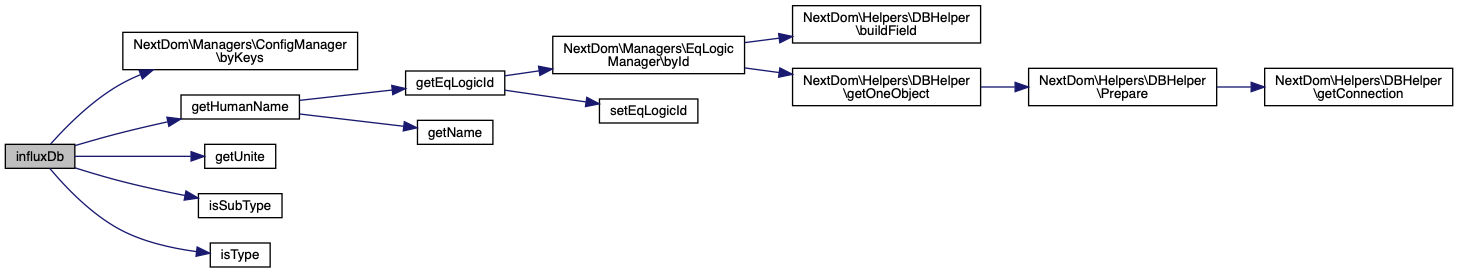 influxDb
NextDom\Managers\ConfigManager
\byKeys
getHumanName
getUnite
isSubType
isType
getEqLogicId
getName
NextDom\Managers\EqLogic
Manager\byId
setEqLogicId
NextDom\Helpers\DBHelper
\buildField
NextDom\Helpers\DBHelper
\getOneObject
NextDom\Helpers\DBHelper
\Prepare
NextDom\Helpers\DBHelper
\getConnection